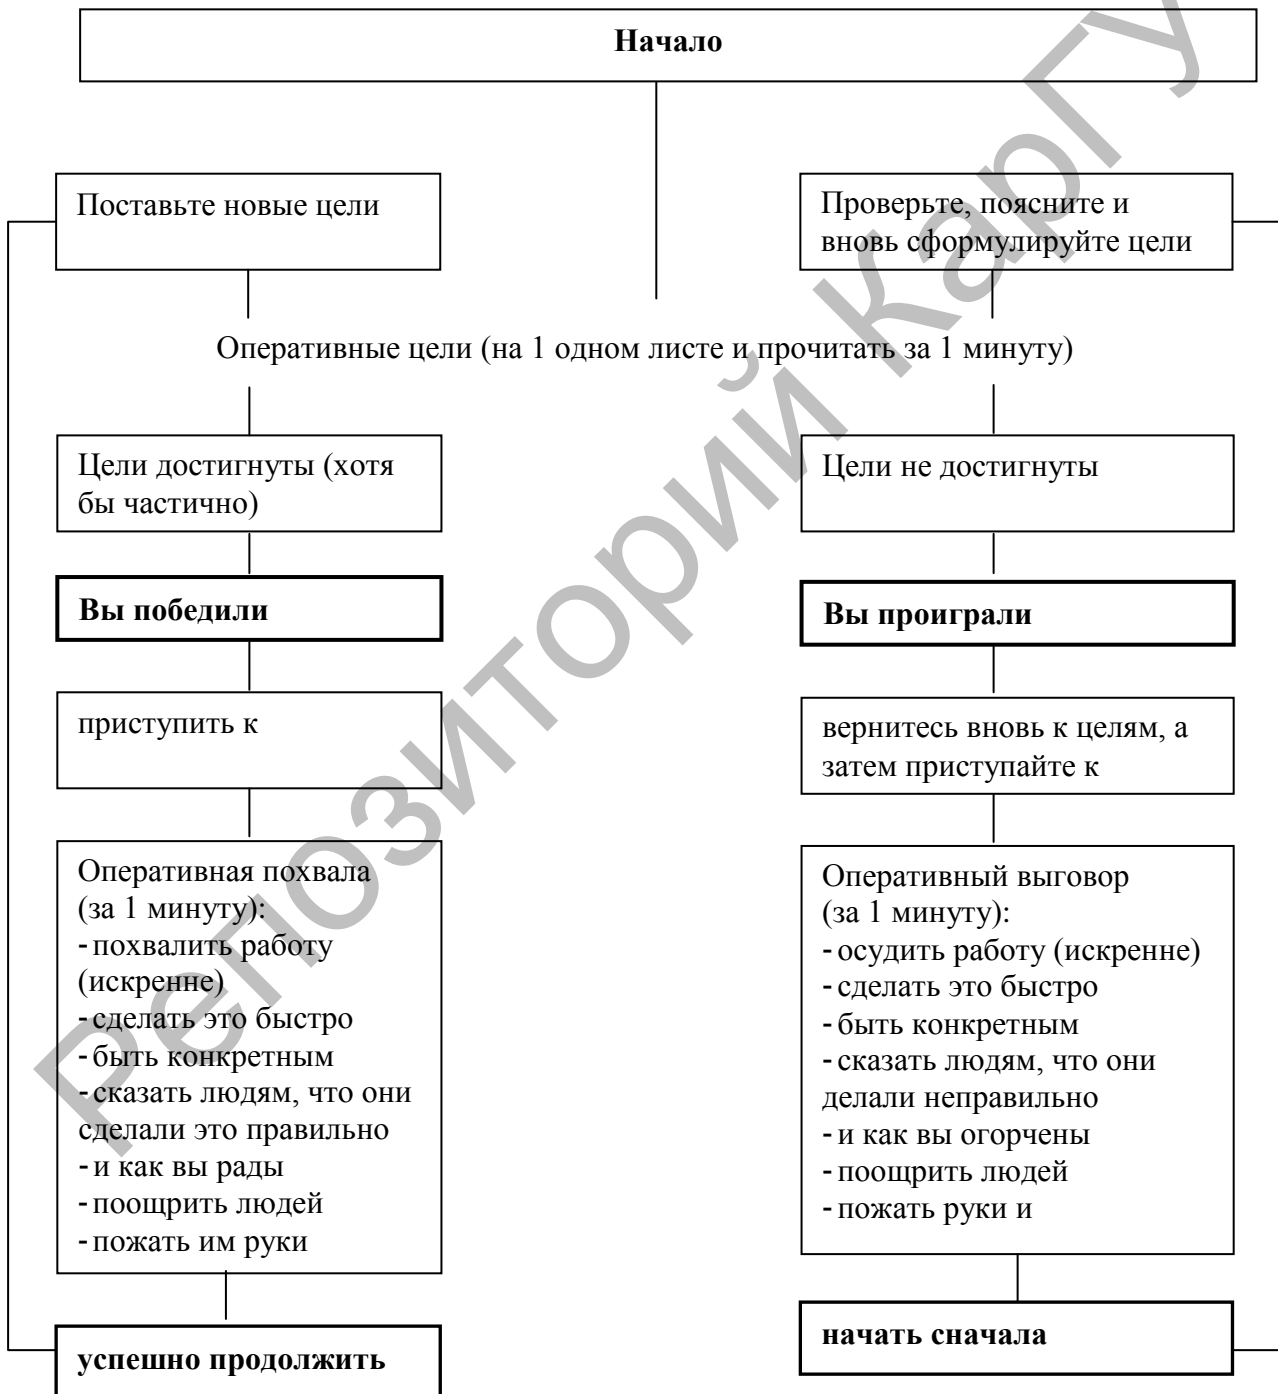 Начало
Поставьте новые цели
Проверьте, поясните и
вновь сформулируйте цели
Оперативные цели (на 1 одном листе и прочитать за 1 минуту)
Цели достигнуты (хотя
бы частично)
Цели не достигнуты
Вы победили
Вы проиграли
приступить к
вернитесь вновь к целям, а
затем приступайте к
Оперативная похвала
(за 1 минуту):
- похвалить работу
(искренне)
- сделать это быстро
- быть конкретным
- сказать людям, что они
сделали это правильно
- и как вы рады
- поощрить людей
- пожать им руки
Оперативный выговор
(за 1 минуту):
- осудить работу (искренне)
- сделать это быстро
- быть конкретным
- сказать людям, что они
делали неправильно
- и как вы огорчены
- поощрить людей
- пожать руки и
успешно продолжить
начать сначала
Репозиторий КарГУ